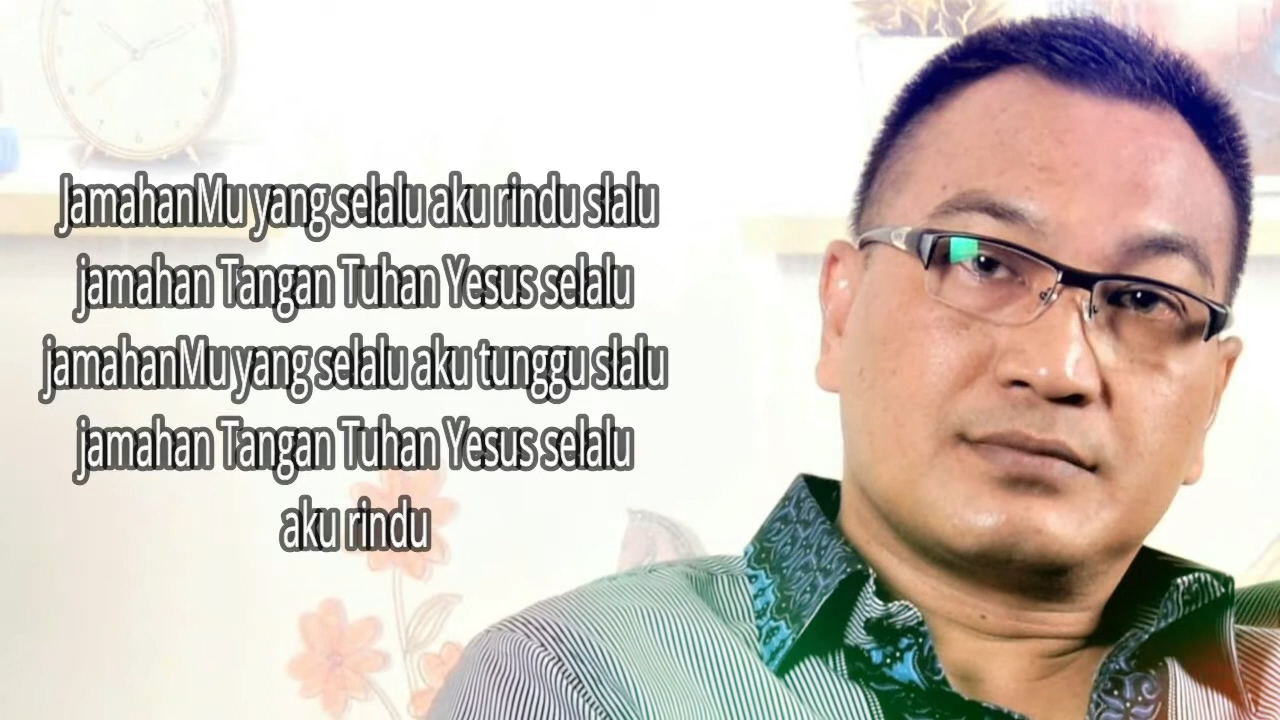 JamahanMu yang selalu aku rindu slalu
jamahan Tangan Tuhan Yesus selalu
jamahanMu yang selalu aku tunggu slalu
jamahan Tangan Tuhan Yesus selalu
aku rindu